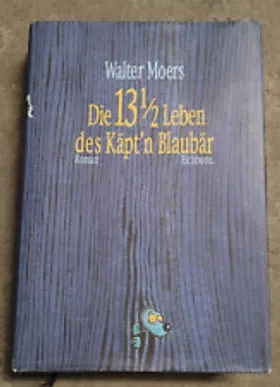 Walter Moers
Die 13½ Leben
des Käpt'n Blaubär
Roman Eichborn.